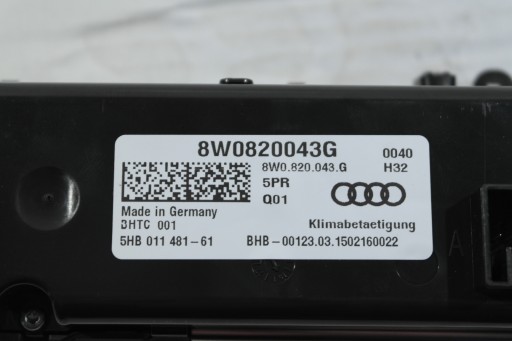 8W0820043G 0040
8W0.820.043.G H32
5PR
Q01
Made in Germany
BHTC 001 Klimabetaetigung
5HB 011 481-61 BHB-00123.03.1502160022
A